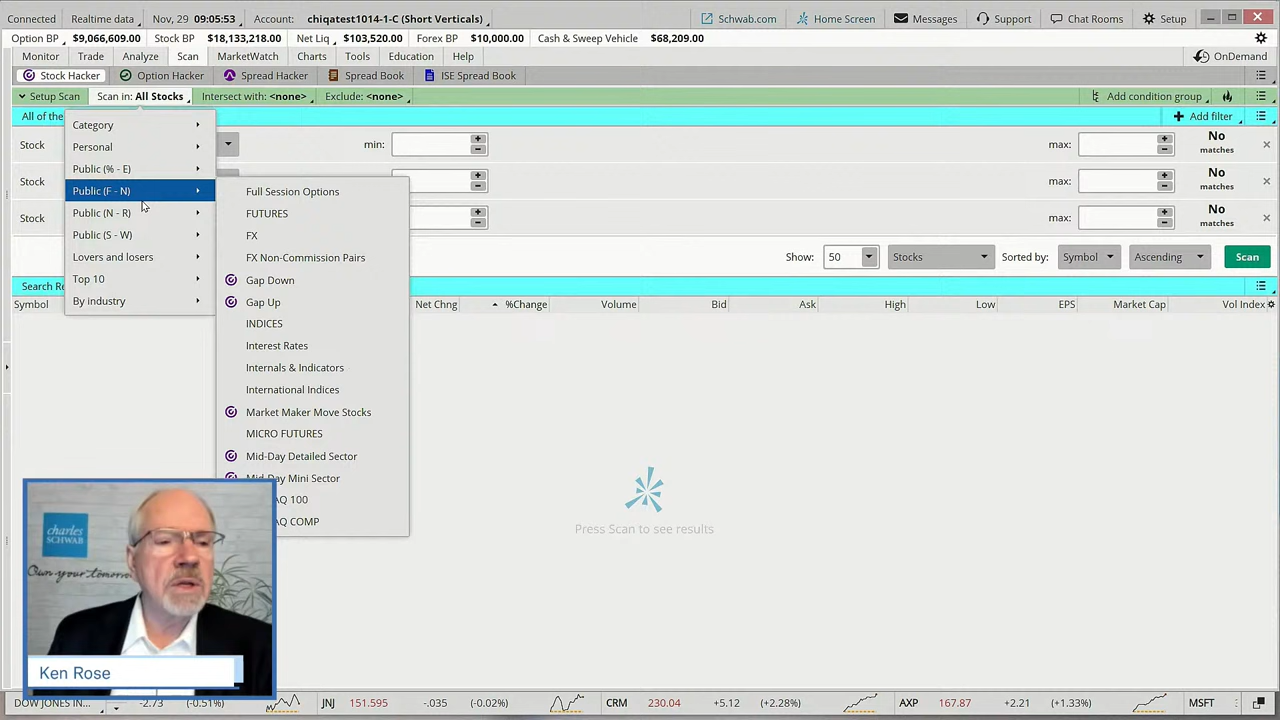 Connected Realtime data Nov, 29 09:05:53 Account: chiqatest1014-1-C (Short Verticals) Schwab.com Home Screen Messages Support Chat Rooms Setup
Option BP $9,066,609.00 Stock BP $18,133,218.00 Net Liq $103,520.00 Forex BP $10,000.00 Cash & Sweep Vehicle $68,209.00
Monitor Trade Analyze Scan MarketWatch Charts Tools Education Help OnDemand
Stock Hacker Option Hacker Spread Hacker Spread Book ISE Spread Book
Setup Scan Scan in: All Stocks Intersect with: <none> Exclude: <none> Add condition group
All of the Add filter
Category
Personal
Public (% - E)
Public (F - N)
Public (N - R)
Public (S - W)
Lovers and losers
Top 10
By industry
Full Session Options
FUTURES
FX
FX Non-Commission Pairs
Gap Down
Gap Up
INDICES
Interest Rates
Internals & Indicators
International Indices
Market Maker Move Stocks
MICRO FUTURES
Mid-Day Detailed Sector
Mid-Day Mini Sector
AQ 100
AQ COMP
Stock min: max: No matches
Stock max: No matches
Stock max: No matches
Show: 50 Stocks Sorted by: Symbol Ascending Scan
Search Re
Symbol Net Chng %Change Volume Bid Ask High Low EPS Market Cap Vol Index
Press Scan to see results
charles
SCHWAB
Own your tomorrow
Ken Rose
DOW JONES IN... -2.73 (-0.51%) JNJ 151.595 -.035 (-0.02%) CRM 230.04 +5.12 (+2.28%) AXP 167.87 +2.21 (+1.33%) MSFT